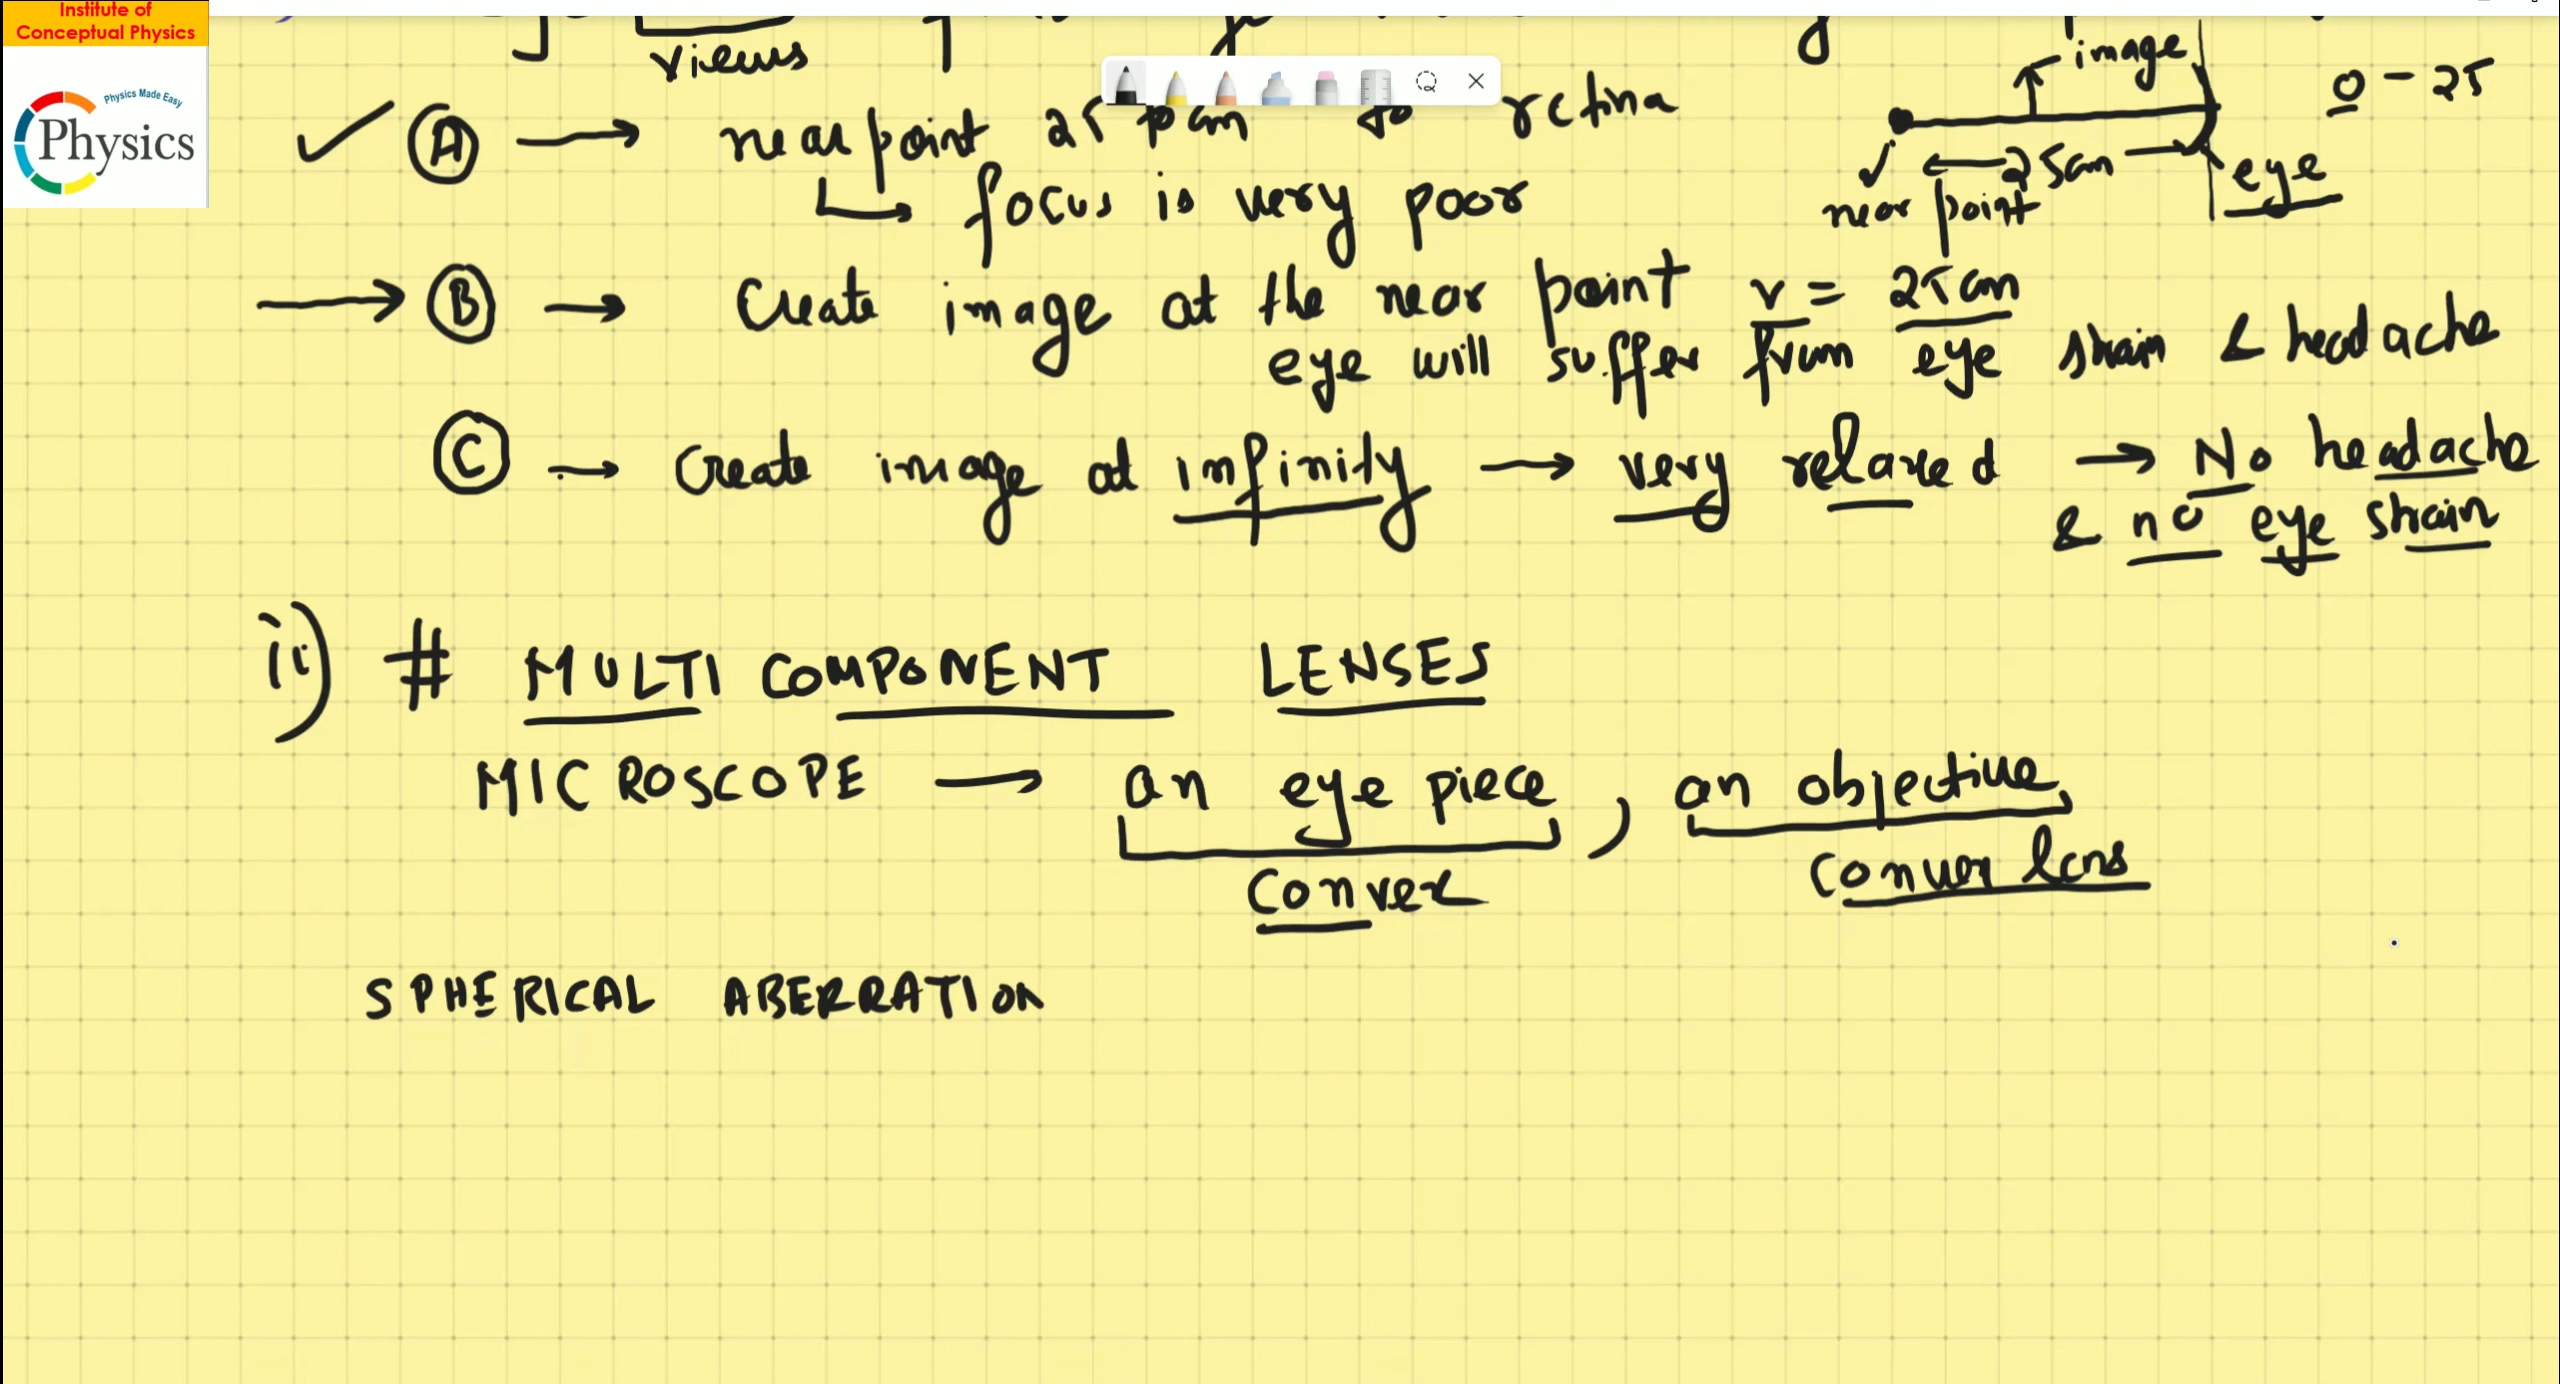 Institute of
Conceptual Physics
Physics Made Easy
Physics
views
image
0 - 25
A → near point 25 cm to retina
25cm
near point
eye
focus is very poor
B → Create image at the near point v = 25 cm
eye will suffer from eye strain & headache
C → Create image at infinity → very relaxed → No headache
& no eye strain
ii) # MULTI COMPONENT LENSES
MICROSCOPE → an eye piece, an objective
Convex
Convex lens
SPHERICAL ABERRATION